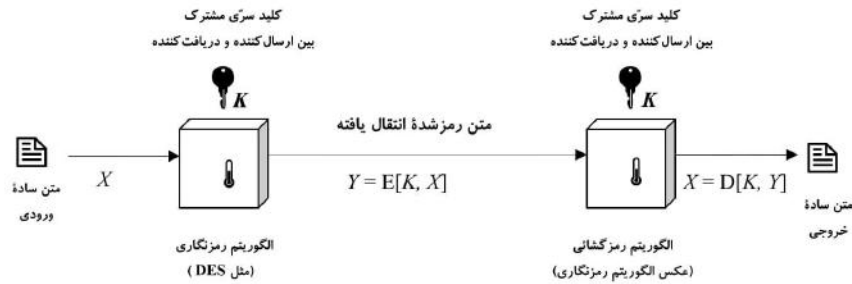 کلید سرّی مشترک
بین ارسال‌کننده و دریافت‌کننده
K
کلید سرّی مشترک
بین ارسال‌کننده و دریافت‌کننده
K
متن رمزشدهٔ انتقال یافته
متن سادهٔ
ورودی
X
Y = E[K, X]
X = D[K, Y]
متن سادهٔ
خروجی
الگوریتم رمزنگاری
(مثل DES )
الگوریتم رمزگشائی
(عکس الگوریتم رمزنگاری)